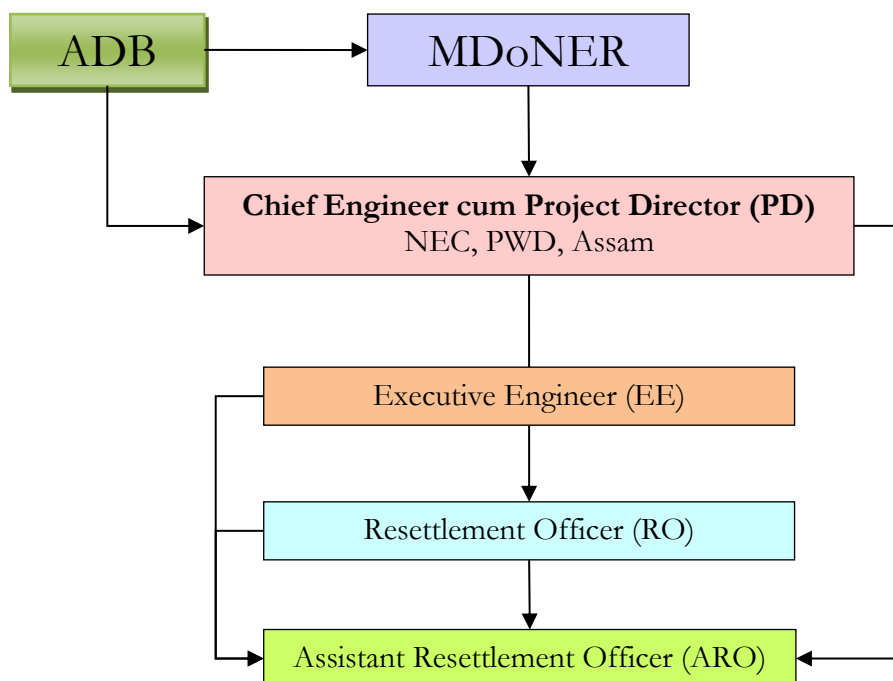 ADB
MDoNER
Chief Engineer cum Project Director (PD)
NEC, PWD, Assam
Executive Engineer (EE)
Resettlement Officer (RO)
Assistant Resettlement Officer (ARO)